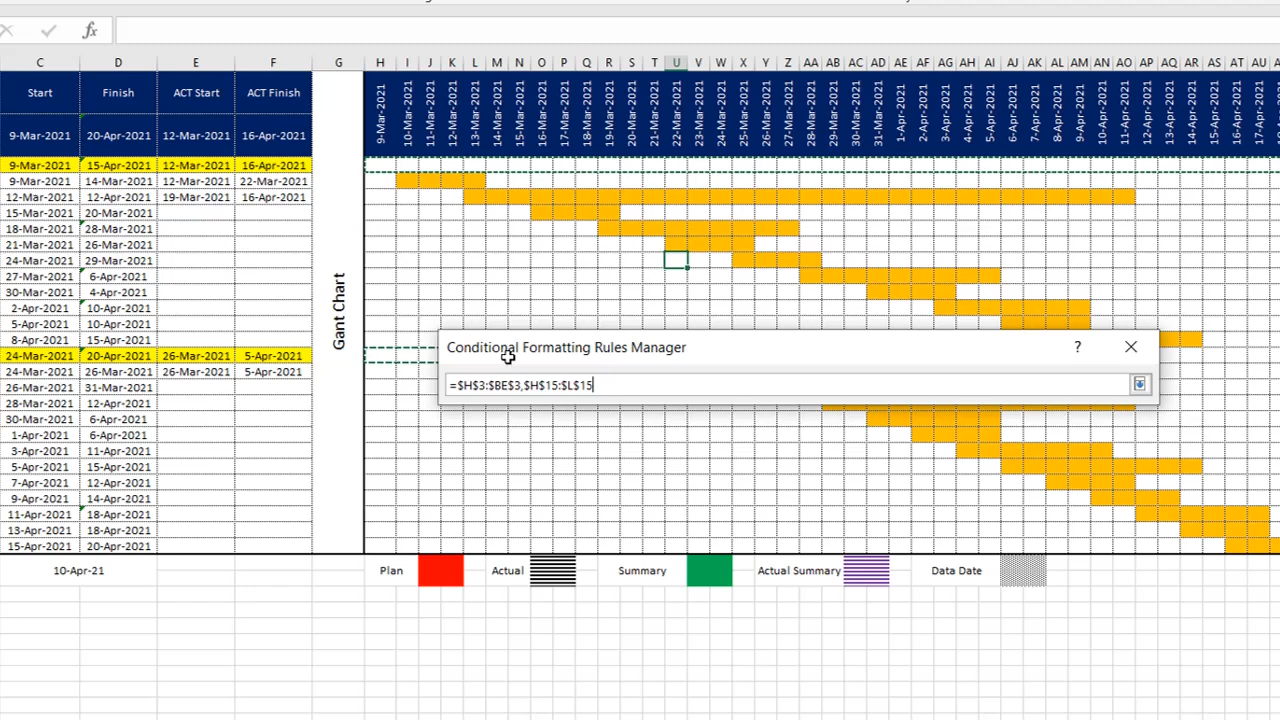 fx
C D E F G H I J K L M N O P Q R S T U V W X Y Z AA AB AC AD AE AF AG AH AI AJ AK AL AM AN AO AP AQ AR AS AT AU
Start Finish ACT Start ACT Finish
9-Mar-2021 10-Mar-2021 11-Mar-2021 12-Mar-2021 13-Mar-2021 14-Mar-2021 15-Mar-2021 16-Mar-2021 17-Mar-2021 18-Mar-2021 19-Mar-2021 20-Mar-2021 21-Mar-2021 22-Mar-2021 23-Mar-2021 24-Mar-2021 25-Mar-2021 26-Mar-2021 27-Mar-2021 28-Mar-2021 29-Mar-2021 30-Mar-2021 31-Mar-2021 1-Apr-2021 2-Apr-2021 3-Apr-2021 4-Apr-2021 5-Apr-2021 6-Apr-2021 7-Apr-2021 8-Apr-2021 9-Apr-2021 10-Apr-2021 11-Apr-2021 12-Apr-2021 13-Apr-2021 14-Apr-2021 15-Apr-2021 16-Apr-2021 17-Apr-2021
9-Mar-2021 20-Apr-2021 12-Mar-2021 16-Apr-2021
9-Mar-2021 15-Apr-2021 12-Mar-2021 16-Apr-2021
9-Mar-2021 14-Mar-2021 12-Mar-2021 22-Mar-2021
12-Mar-2021 12-Apr-2021 19-Mar-2021 16-Apr-2021
15-Mar-2021 20-Mar-2021
18-Mar-2021 28-Mar-2021
21-Mar-2021 26-Mar-2021
24-Mar-2021 29-Mar-2021
27-Mar-2021 6-Apr-2021
30-Mar-2021 4-Apr-2021
2-Apr-2021 10-Apr-2021
5-Apr-2021 10-Apr-2021
8-Apr-2021 15-Apr-2021
Gant Chart
24-Mar-2021 20-Apr-2021 26-Mar-2021 5-Apr-2021
24-Mar-2021 26-Mar-2021 26-Mar-2021 5-Apr-2021
26-Mar-2021 31-Mar-2021
28-Mar-2021 12-Apr-2021
30-Mar-2021 6-Apr-2021
1-Apr-2021 6-Apr-2021
3-Apr-2021 11-Apr-2021
5-Apr-2021 15-Apr-2021
7-Apr-2021 12-Apr-2021
9-Apr-2021 14-Apr-2021
11-Apr-2021 18-Apr-2021
13-Apr-2021 18-Apr-2021
15-Apr-2021 20-Apr-2021
Conditional Formatting Rules Manager ?
=$H$3:$BE$3,$H$15:$L$15
10-Apr-21 Plan Actual Summary Actual Summary Data Date